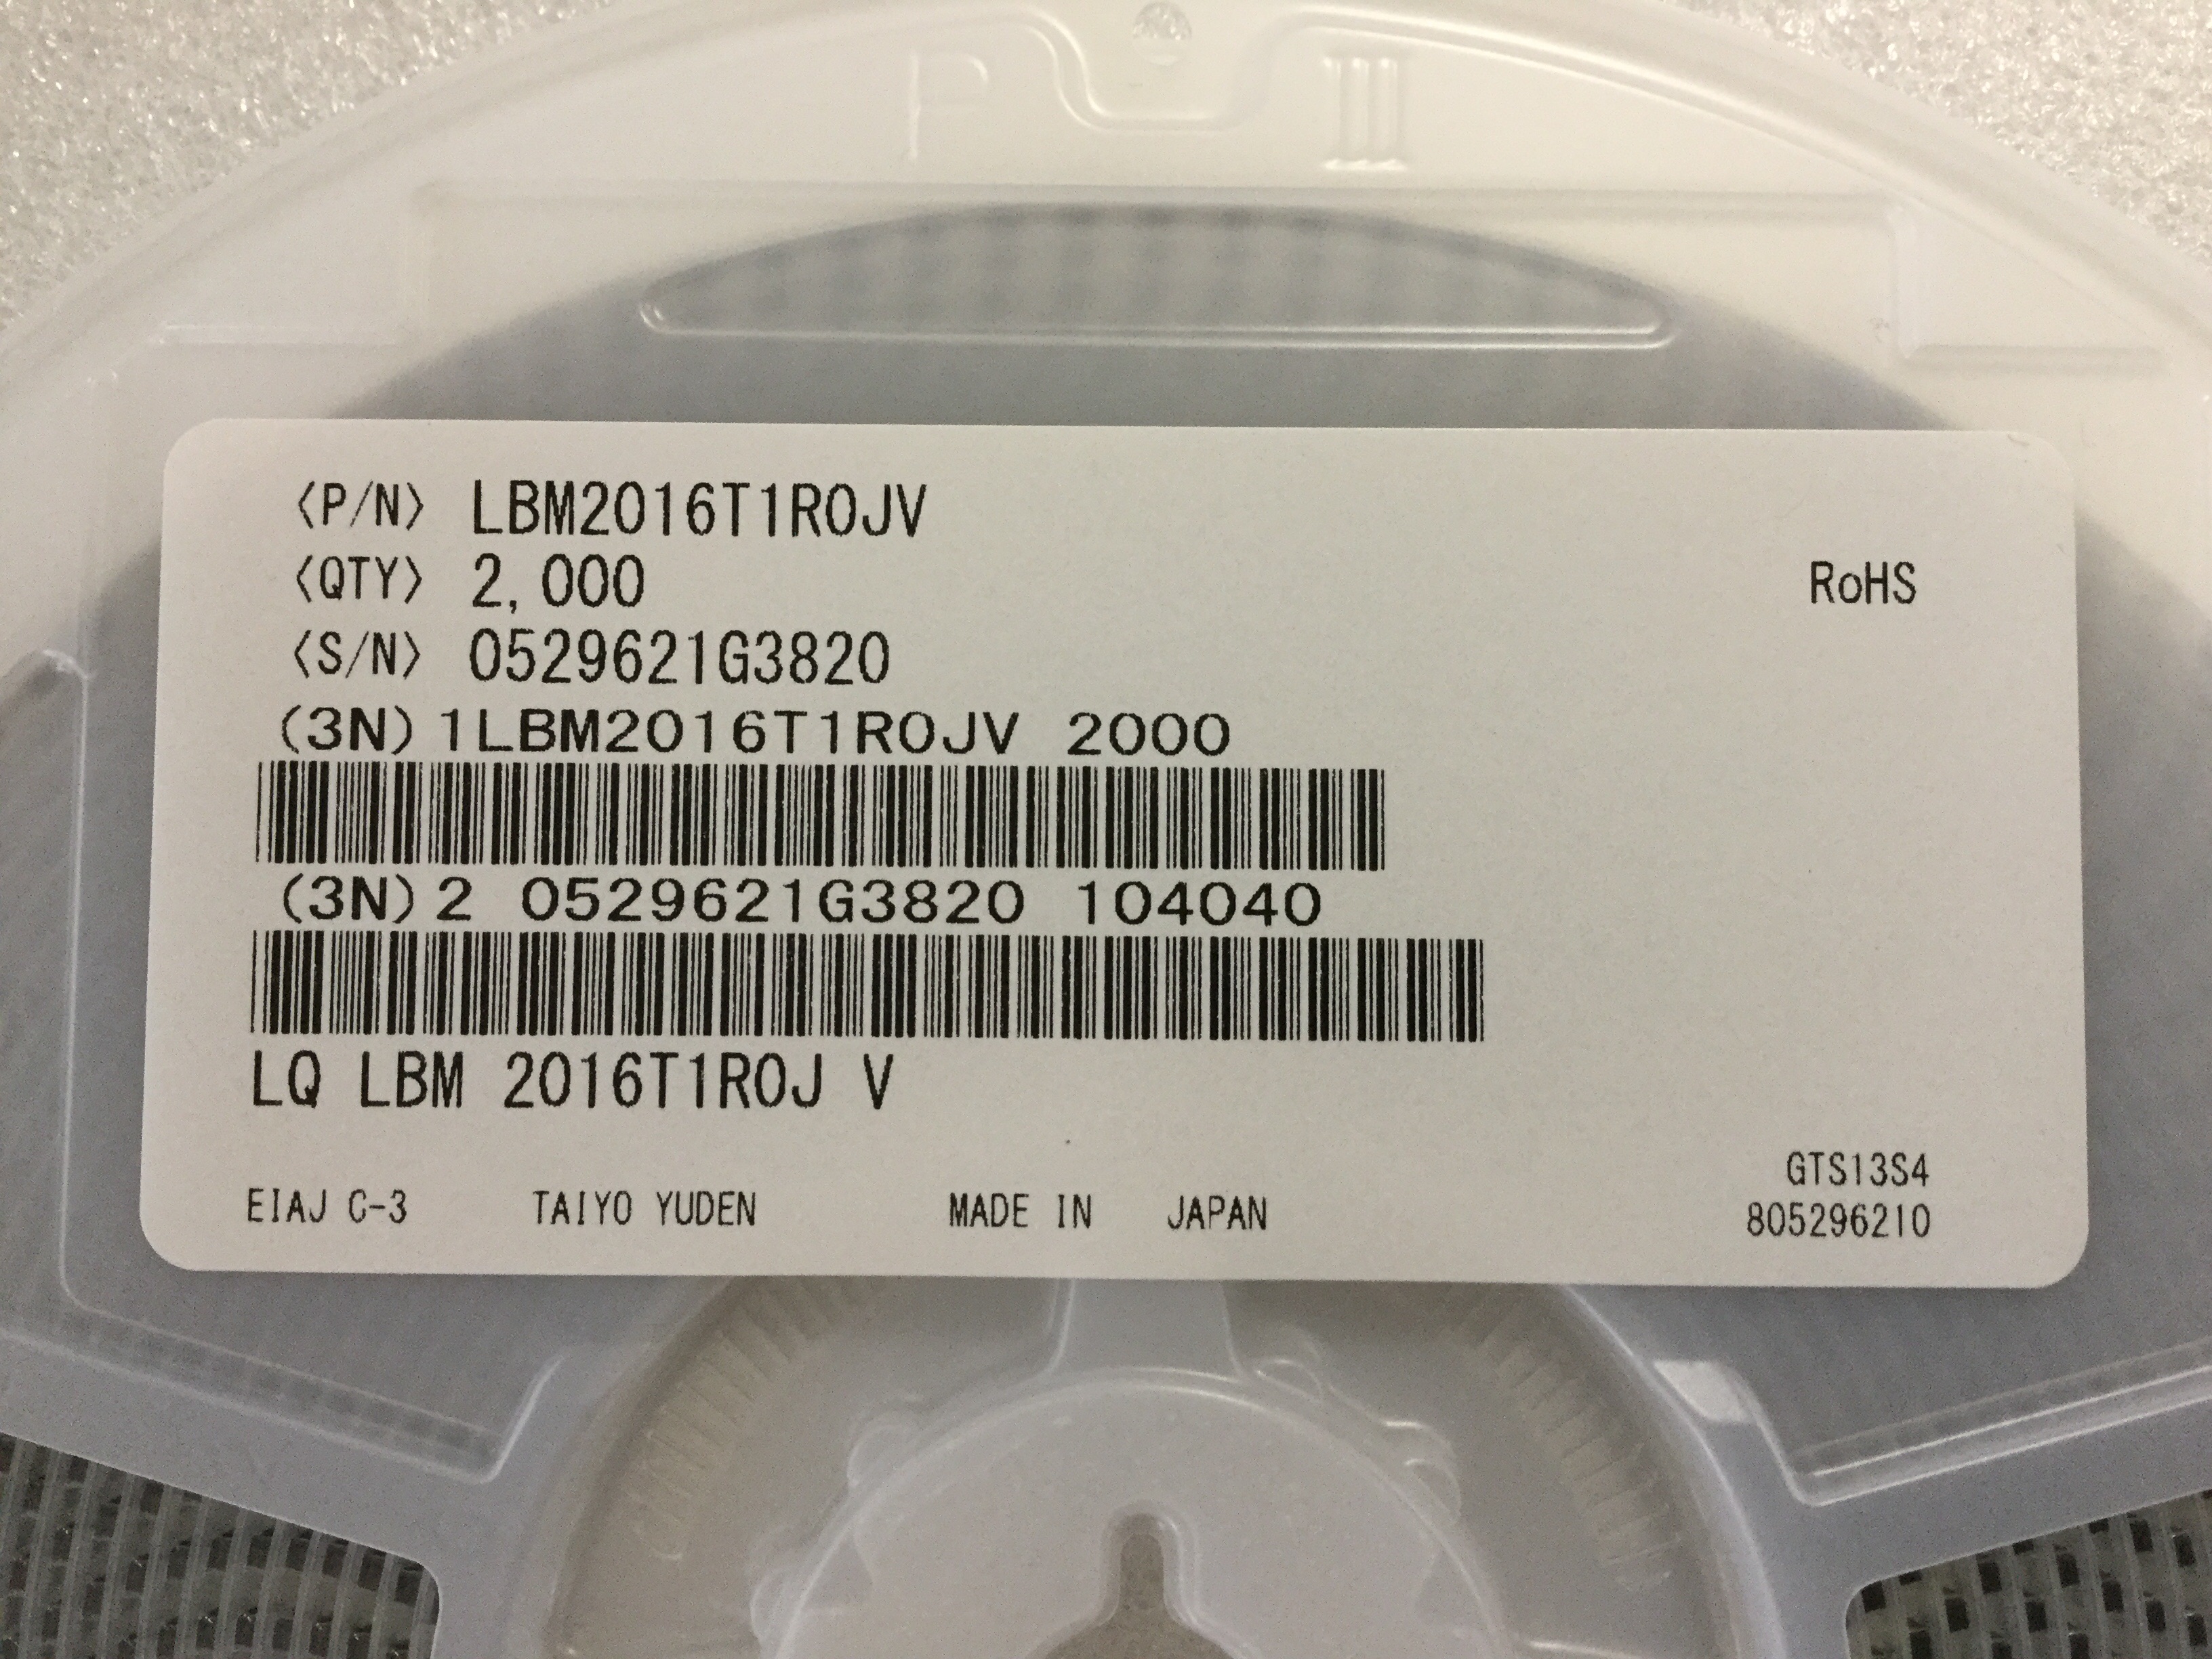 P III
<P/N> LBM2016T1R0JV
<QTY> 2,000
RoHS
<S/N> 0529621G3820
(3N)1LBM2016T1R0JV 2000
(3N)2 0529621G3820 104040
LQ LBM 2016T1R0J V
GTS13S4
EIAJ C-3 TAIYO YUDEN MADE IN JAPAN
805296210